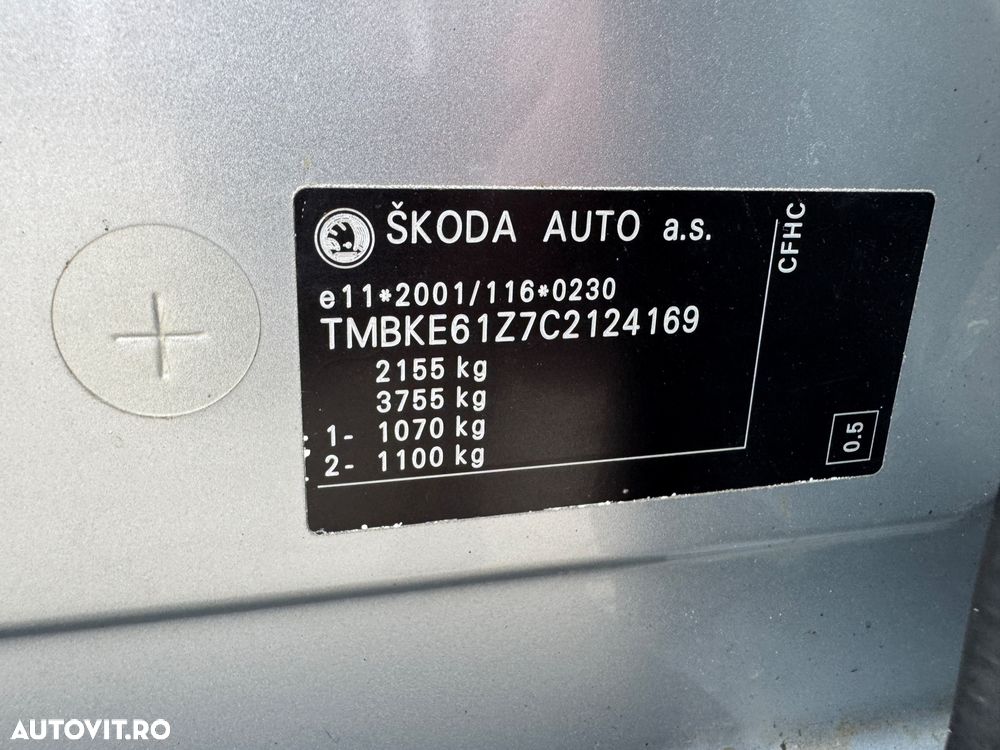 ŠKODA AUTO a.s.
e11*2001/116*0230
TMBKE61Z7C2124169
2155 kg
3755 kg
1- 1070 kg
2- 1100 kg
CFHC
0.5
AUTOVIT.RO